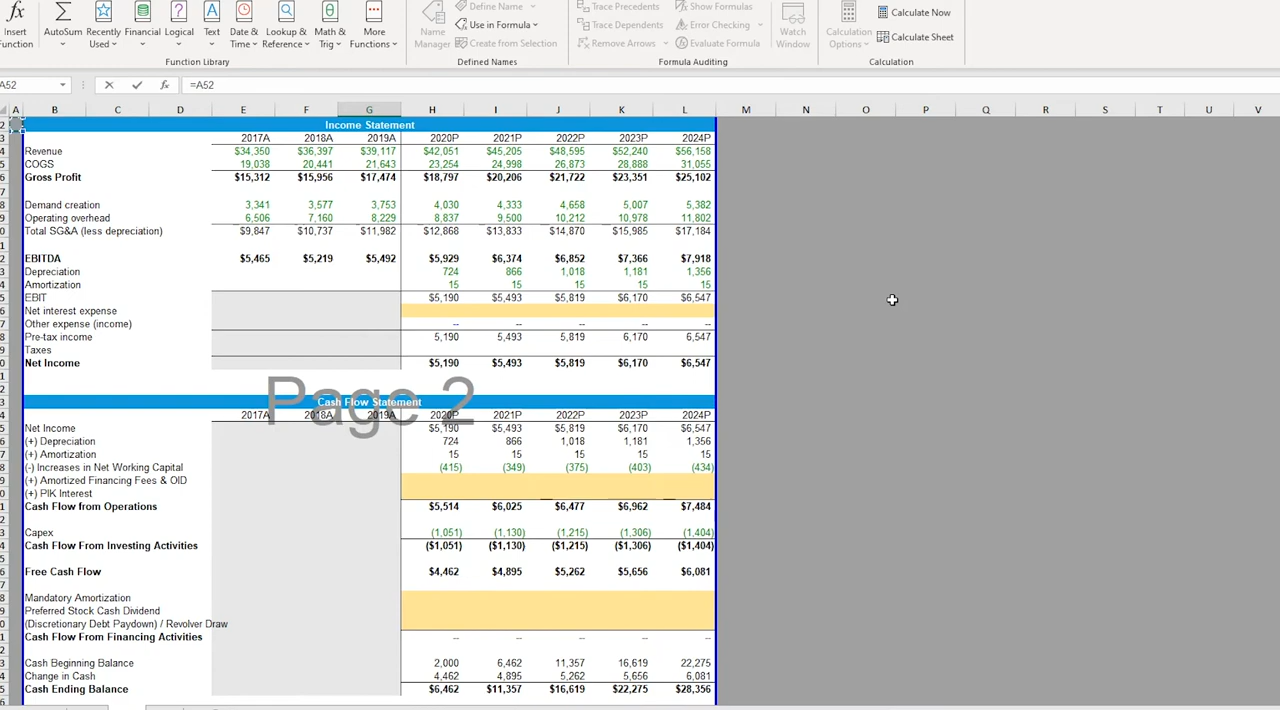 Insert Function AutoSum Recently Used Financial Logical Text Date & Time Lookup & Reference Math & Trig More Functions Name Manager Define Name Use in Formula Create from Selection Trace Precedents Trace Dependents Remove Arrows Show Formulas Error Checking Evaluate Formula Watch Window Calculation Options Calculate Now Calculate Sheet
Function Library Defined Names Formula Auditing Calculation
A52 fx =A52
A B C D E F G H I J K L M N O P Q R S T U V
Income Statement
2017A 2018A 2019A 2020P 2021P 2022P 2023P 2024P
Revenue $34,350 $36,397 $39,117 $42,051 $45,205 $48,595 $52,240 $56,158
COGS 19,038 20,441 21,643 23,254 24,998 26,873 28,888 31,055
Gross Profit $15,312 $15,956 $17,474 $18,797 $20,206 $21,722 $23,351 $25,102
Demand creation 3,341 3,577 3,753 4,030 4,333 4,658 5,007 5,382
Operating overhead 6,506 7,160 8,229 8,837 9,500 10,212 10,978 11,802
Total SG&A (less depreciation) $9,847 $10,737 $11,982 $12,868 $13,833 $14,870 $15,985 $17,184
EBITDA $5,465 $5,219 $5,492 $5,929 $6,374 $6,852 $7,366 $7,918
Depreciation 724 866 1,018 1,181 1,356
Amortization 15 15 15 15 15
EBIT $5,190 $5,493 $5,819 $6,170 $6,547
Net interest expense
Other expense (income) -- -- -- -- --
Pre-tax income 5,190 5,493 5,819 6,170 6,547
Taxes
Net Income $5,190 $5,493 $5,819 $6,170 $6,547
Page 2
Cash Flow Statement
2017A 2018A 2019A 2020P 2021P 2022P 2023P 2024P
Net Income $5,190 $5,493 $5,819 $6,170 $6,547
(+) Depreciation 724 866 1,018 1,181 1,356
(+) Amortization 15 15 15 15 15
(-) Increases in Net Working Capital (415) (349) (375) (403) (434)
(+) Amortized Financing Fees & OID
(+) PIK Interest
Cash Flow from Operations $5,514 $6,025 $6,477 $6,962 $7,484
Capex (1,051) (1,130) (1,215) (1,306) (1,404)
Cash Flow From Investing Activities ($1,051) ($1,130) ($1,215) ($1,306) ($1,404)
Free Cash Flow $4,462 $4,895 $5,262 $5,656 $6,081
Mandatory Amortization
Preferred Stock Cash Dividend
(Discretionary Debt Paydown) / Revolver Draw
Cash Flow From Financing Activities -- -- -- -- --
Cash Beginning Balance 2,000 6,462 11,357 16,619 22,275
Change in Cash 4,462 4,895 5,262 5,656 6,081
Cash Ending Balance $6,462 $11,357 $16,619 $22,275 $28,356